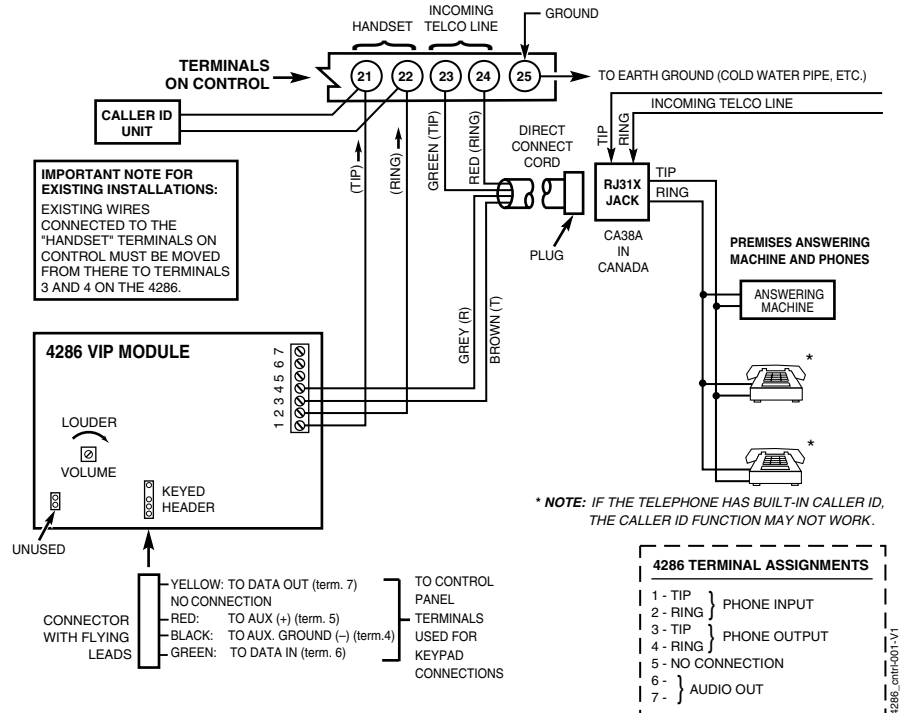 INCOMING
HANDSET TELCO LINE
GROUND
TERMINALS
ON CONTROL
21 22 23 24 25
TO EARTH GROUND (COLD WATER PIPE, ETC.)
INCOMING TELCO LINE
CALLER ID
UNIT
(TIP)
(RING)
GREEN (TIP)
RED (RING)
DIRECT
CONNECT
CORD
TIP
RING
RJ31X
JACK
TIP
RING
PLUG
CA38A
IN
CANADA
IMPORTANT NOTE FOR
EXISTING INSTALLATIONS:
EXISTING WIRES
CONNECTED TO THE
"HANDSET" TERMINALS ON
CONTROL MUST BE MOVED
FROM THERE TO TERMINALS
3 AND 4 ON THE 4286.
PREMISES ANSWERING
MACHINE AND PHONES
ANSWERING
MACHINE
*
*
GREY (R)
BROWN (T)
4286 VIP MODULE
1 2 3 4 5 6 7
LOUDER
VOLUME
KEYED
HEADER
UNUSED
* NOTE: IF THE TELEPHONE HAS BUILT-IN CALLER ID,
THE CALLER ID FUNCTION MAY NOT WORK.
CONNECTOR
WITH FLYING
LEADS
YELLOW: TO DATA OUT (term. 7)
NO CONNECTION
RED: TO AUX (+) (term. 5)
BLACK: TO AUX. GROUND (–) (term.4)
GREEN: TO DATA IN (term. 6)
TO CONTROL
PANEL
TERMINALS
USED FOR
KEYPAD
CONNECTIONS
4286 TERMINAL ASSIGNMENTS
1 - TIP
2 - RING
PHONE INPUT
3 - TIP
4 - RING
PHONE OUTPUT
5 - NO CONNECTION
6 -
7 -
AUDIO OUT
4286_cntrl-001-V1